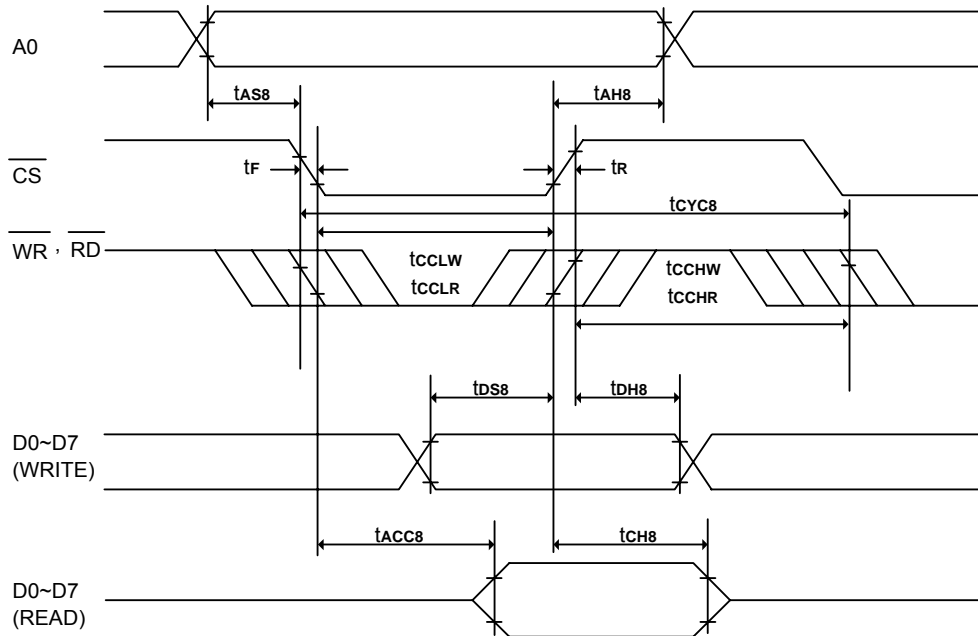 A0
tAS8
tAH8
CS
tF
tR
tCYC8
WR , RD
tCCLW
tCCLR
tCCHW
tCCHR
tDS8
tDH8
D0~D7
(WRITE)
tACC8
tCH8
D0~D7
(READ)